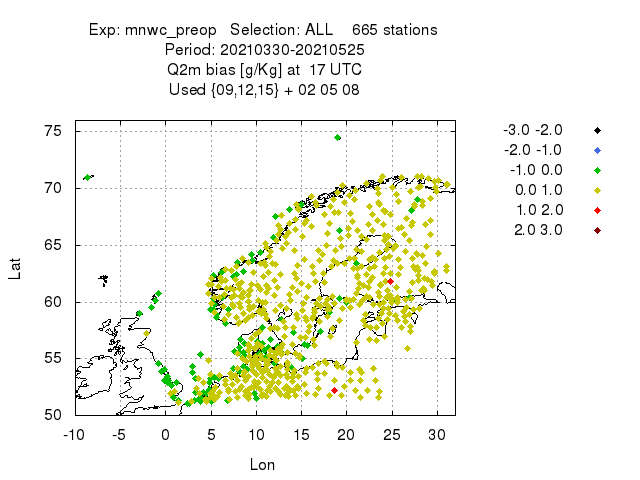 Exp: mnwc_preop   Selection: ALL    665 stations
Period: 20210330-20210525
Q2m bias [g/Kg] at  17 UTC
Used {09,12,15} + 02 05 08
75
70
65
60
55
50
-10 -5 0 5 10 15 20 25 30
Lat
Lon
-3.0 -2.0
-2.0 -1.0
-1.0 0.0
0.0 1.0
1.0 2.0
2.0 3.0